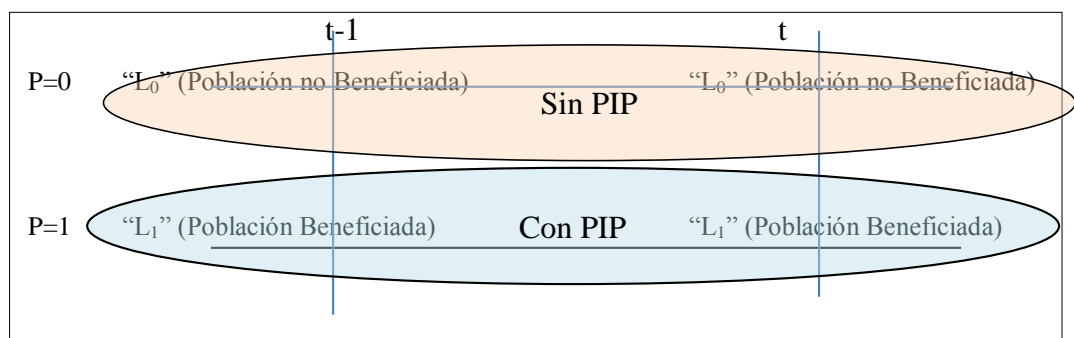 t-1 t
P=0 “L₀” (Población no Beneficiada) “L₀” (Población no Beneficiada)
Sin PIP
P=1 “L₁” (Población Beneficiada) Con PIP “L₁” (Población Beneficiada)